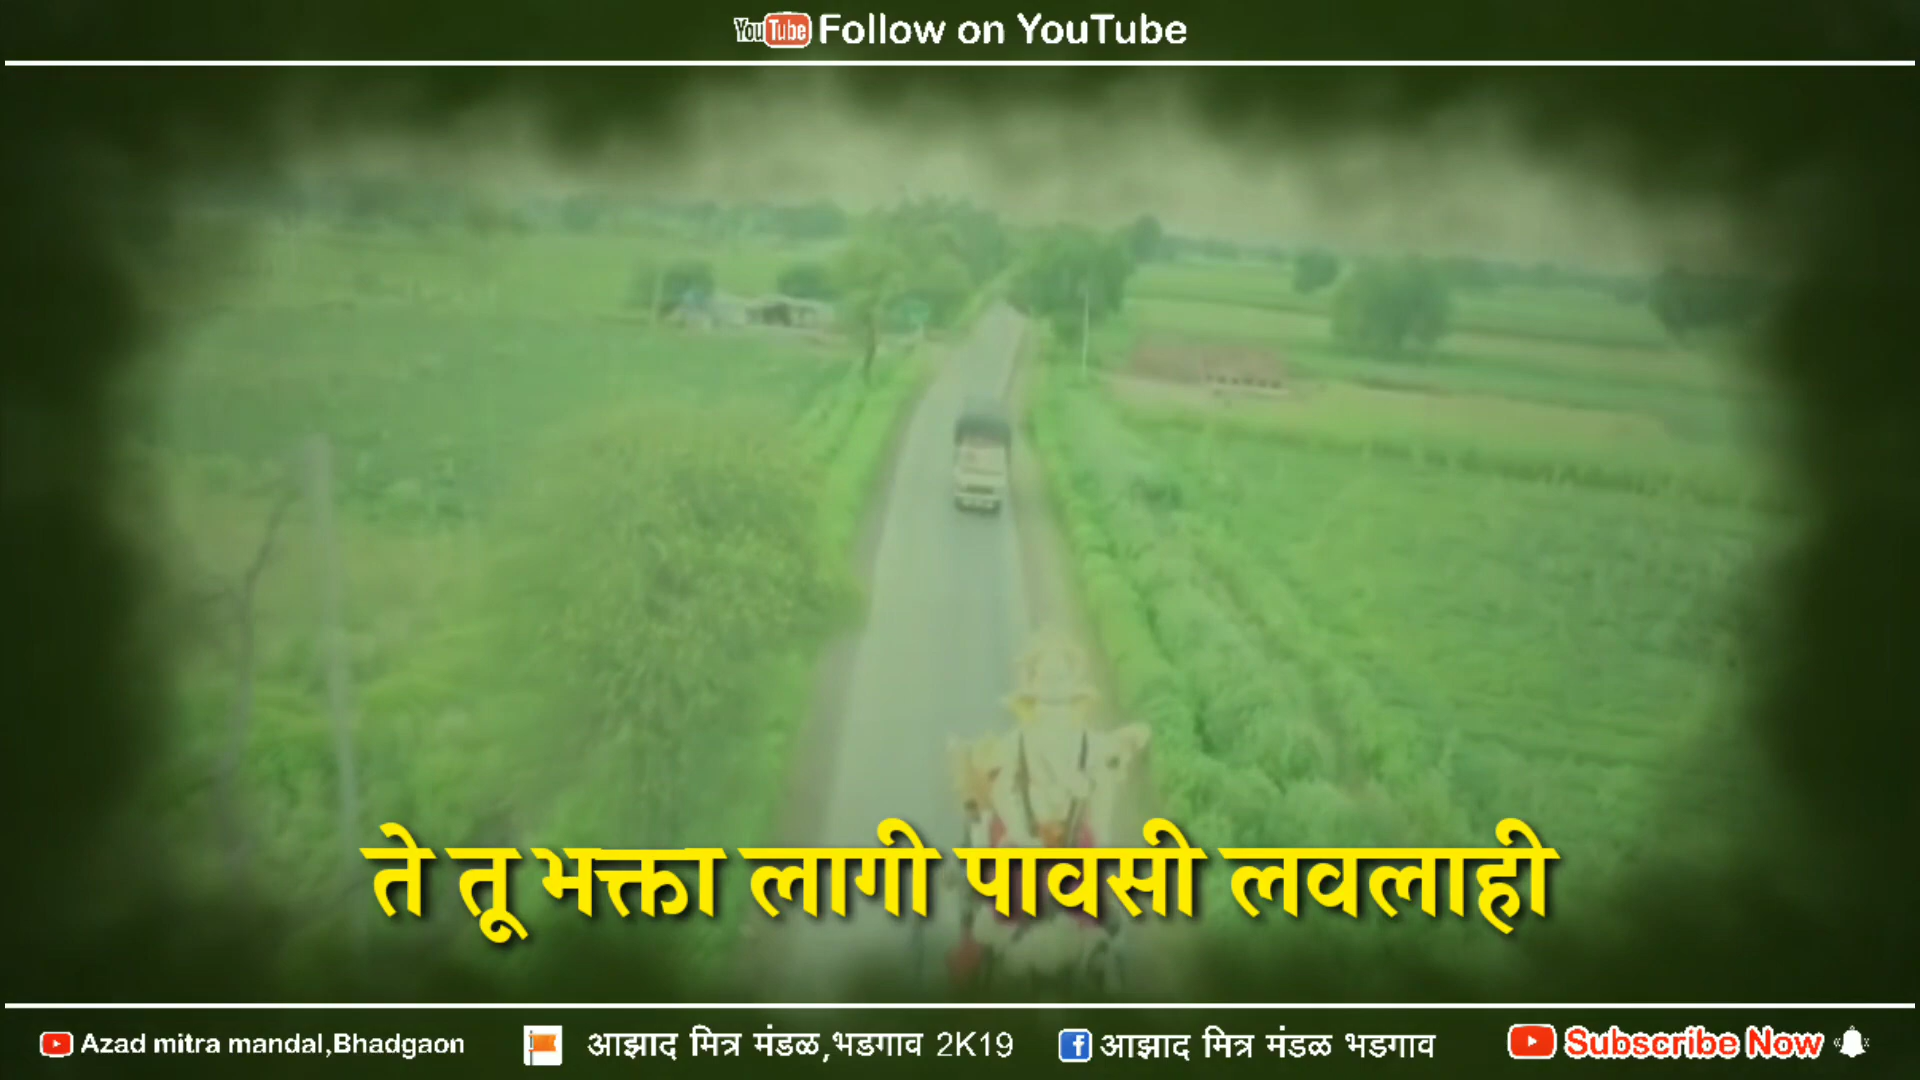 YouTube Follow on YouTube
ते तू भक्ता लागी पावसी लवलाही
Azad mitra mandal,Bhadgaon आझाद मित्र मंडळ,भडगाव 2K19 आझाद मित्र मंडळ भडगाव Subscribe Now